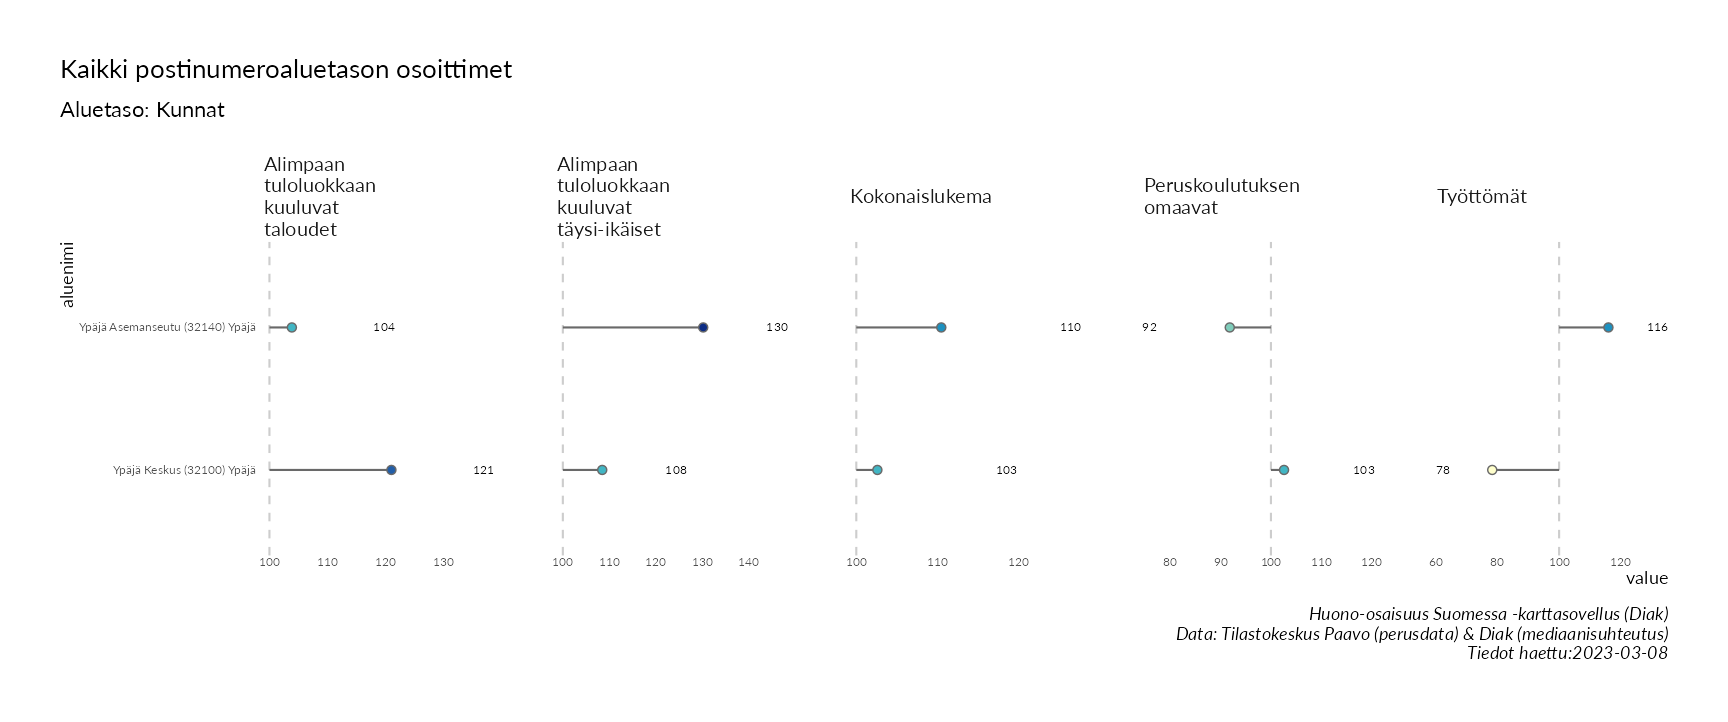 Kaikki postinumeroaluetason osoittimet
Aluetaso: Kunnat
Alimpaan
tuloluokkaan
kuuluvat
taloudet
Alimpaan
tuloluokkaan
kuuluvat
täysi-ikäiset
Kokonaislukema
Peruskoulutuksen
omaavat
Työttömät
aluenimi
Ypäjä Asemanseutu (32140) Ypäjä
104
130
110
92
116
Ypäjä Keskus (32100) Ypäjä
121
108
103
103
78
100 110 120 130
100 110 120 130 140
100 110 120
80 90 100 110 120
60 80 100 120
value
Huono-osaisuus Suomessa -karttasovellus (Diak)
Data: Tilastokeskus Paavo (perusdata) & Diak (mediaanisuhteutus)
Tiedot haettu:2023-03-08